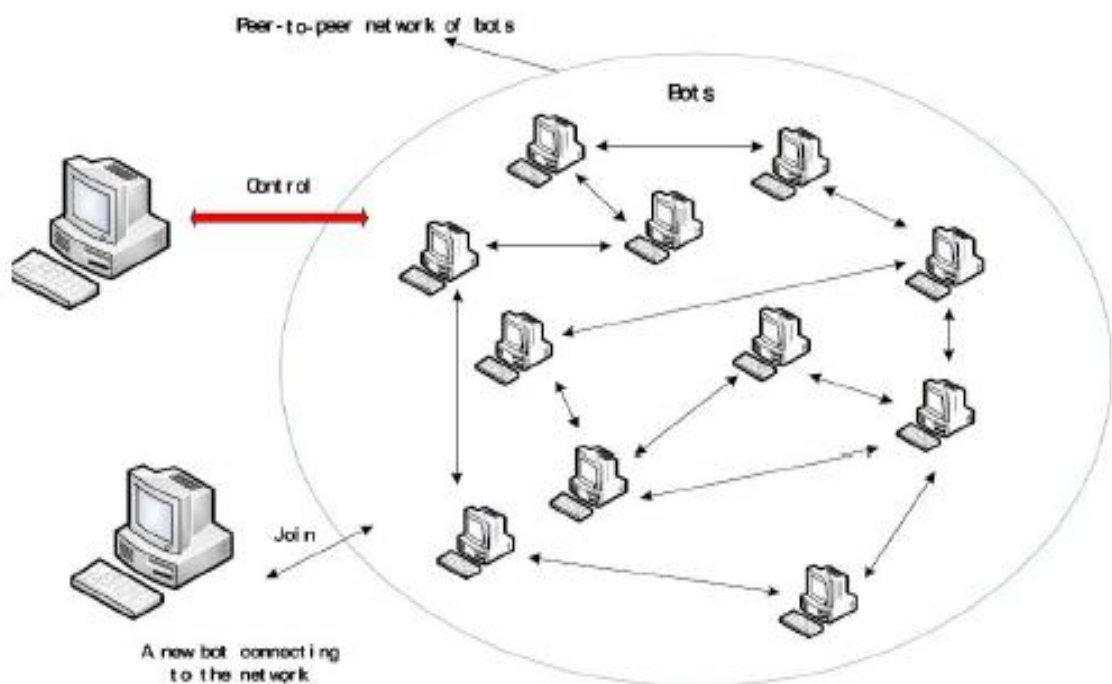 Peer-to-peer network of bots
Bots
Control
Join
A new bot connecting
to the network